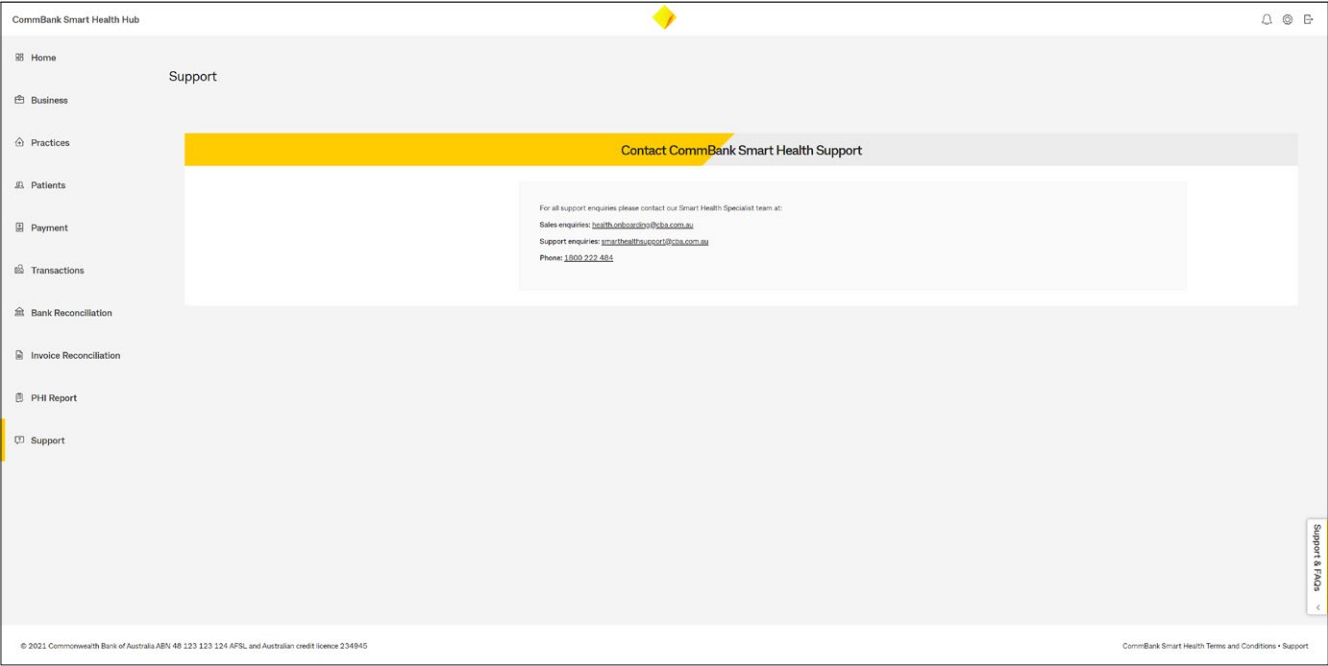 CommBank Smart Health Hub
Home
Business
Practices
Patients
Payment
Transactions
Bank Reconciliation
Invoice Reconciliation
PHI Report
Support
Support
Contact CommBank Smart Health Support
For all support enquiries please contact our Smart Health Specialist team at:
Sales enquiries: health.onboarding@cba.com.au
Support enquiries: smarthealthsupport@cba.com.au
Phone: 1800 222 484
Support & FAQs
© 2021 Commonwealth Bank of Australia ABN 48 123 123 124 AFSL and Australian credit licence 234945
CommBank Smart Health Terms and Conditions • Support